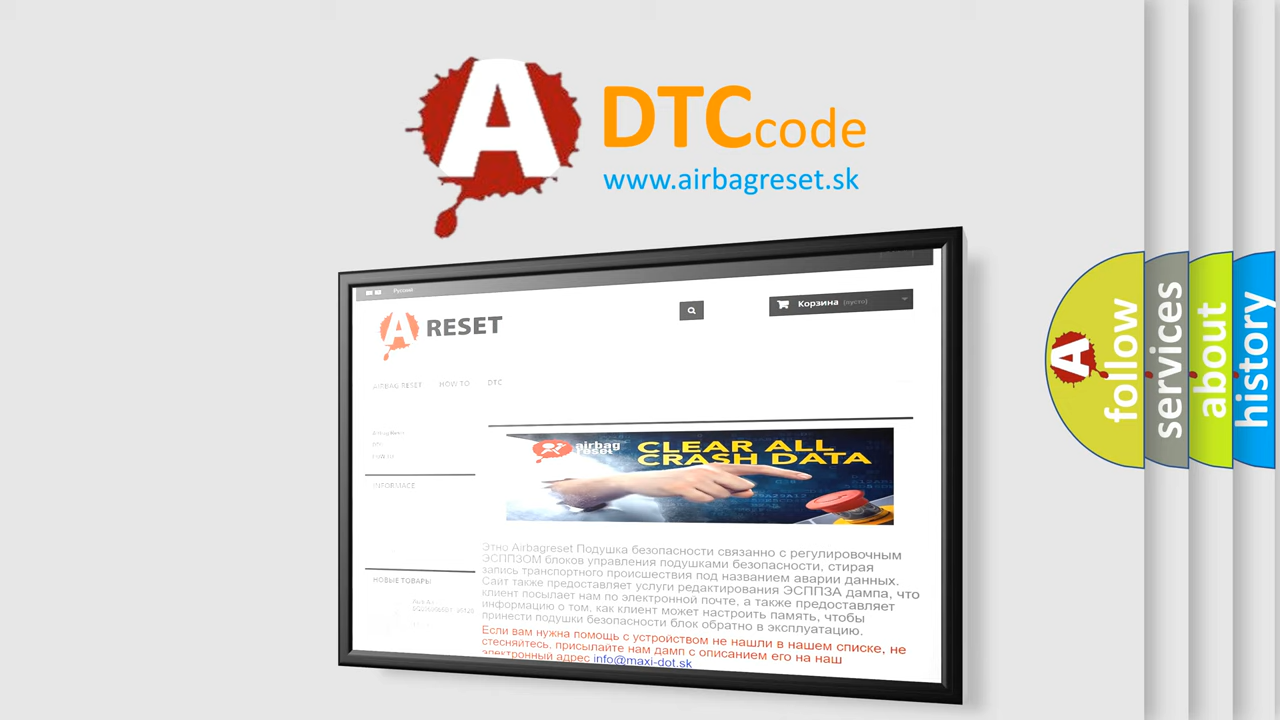 A
DTCcode
www.airbagreset.sk
Русский
A RESET
Корзина (пусто)
AIRBAG RESET HOW TO DTC
INFORMACE
airbag
reset
CLEAR ALL
CRASH DATA
Этно Airbagreset Подушка безопасности связанно с регулировочным
ЭСППЗОМ блоков управления подушками безопасности, стирая
запись транспортного происшествия под названием аварии данных.
Сайт также предоставляет услуги редактирования ЭСППЗА дампа, что
клиент посылает нам по электронной почте, а также предоставляет
информацию о том, как клиент может настроить память, чтобы
принести подушки безопасности блок обратно в эксплуатацию.
Если вам нужна помощь с устройством не нашли в нашем списке, не
стесняйтесь, присылайте нам дамп с описанием его на наш
электронный адрес info@maxi-dot.sk
НОВЫЕ ТОВАРЫ
A
follow
services
about
history